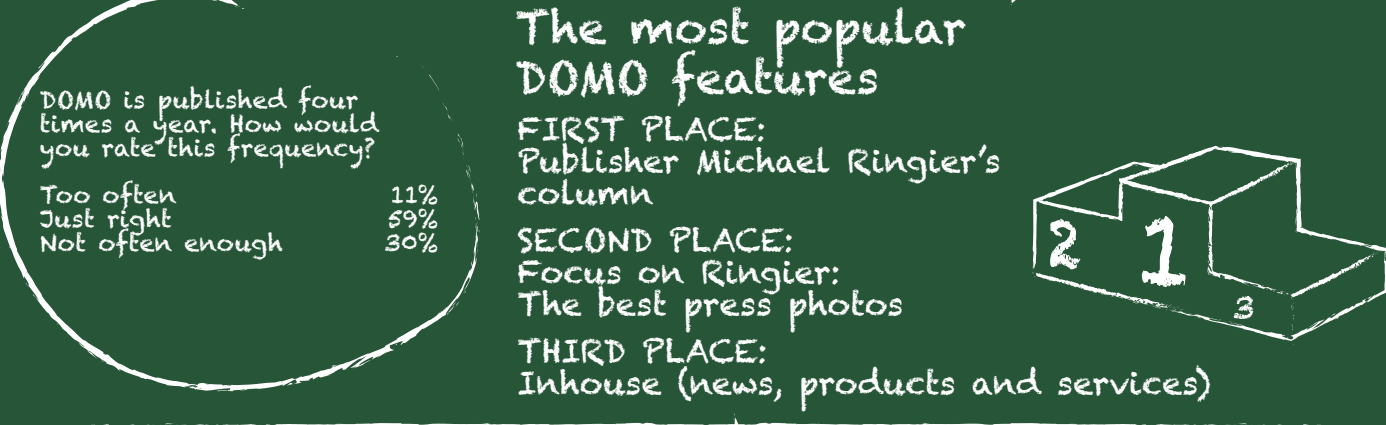 DOMO is published four
times a year. How would
you rate this frequency?
Too often 11%
Just right 59%
Not often enough 30%
The most popular
DOMO features
FIRST PLACE:
Publisher Michael Ringier's
column
SECOND PLACE:
Focus on Ringier:
The best press photos
THIRD PLACE:
Inhouse (news, products and services)
2
1
3